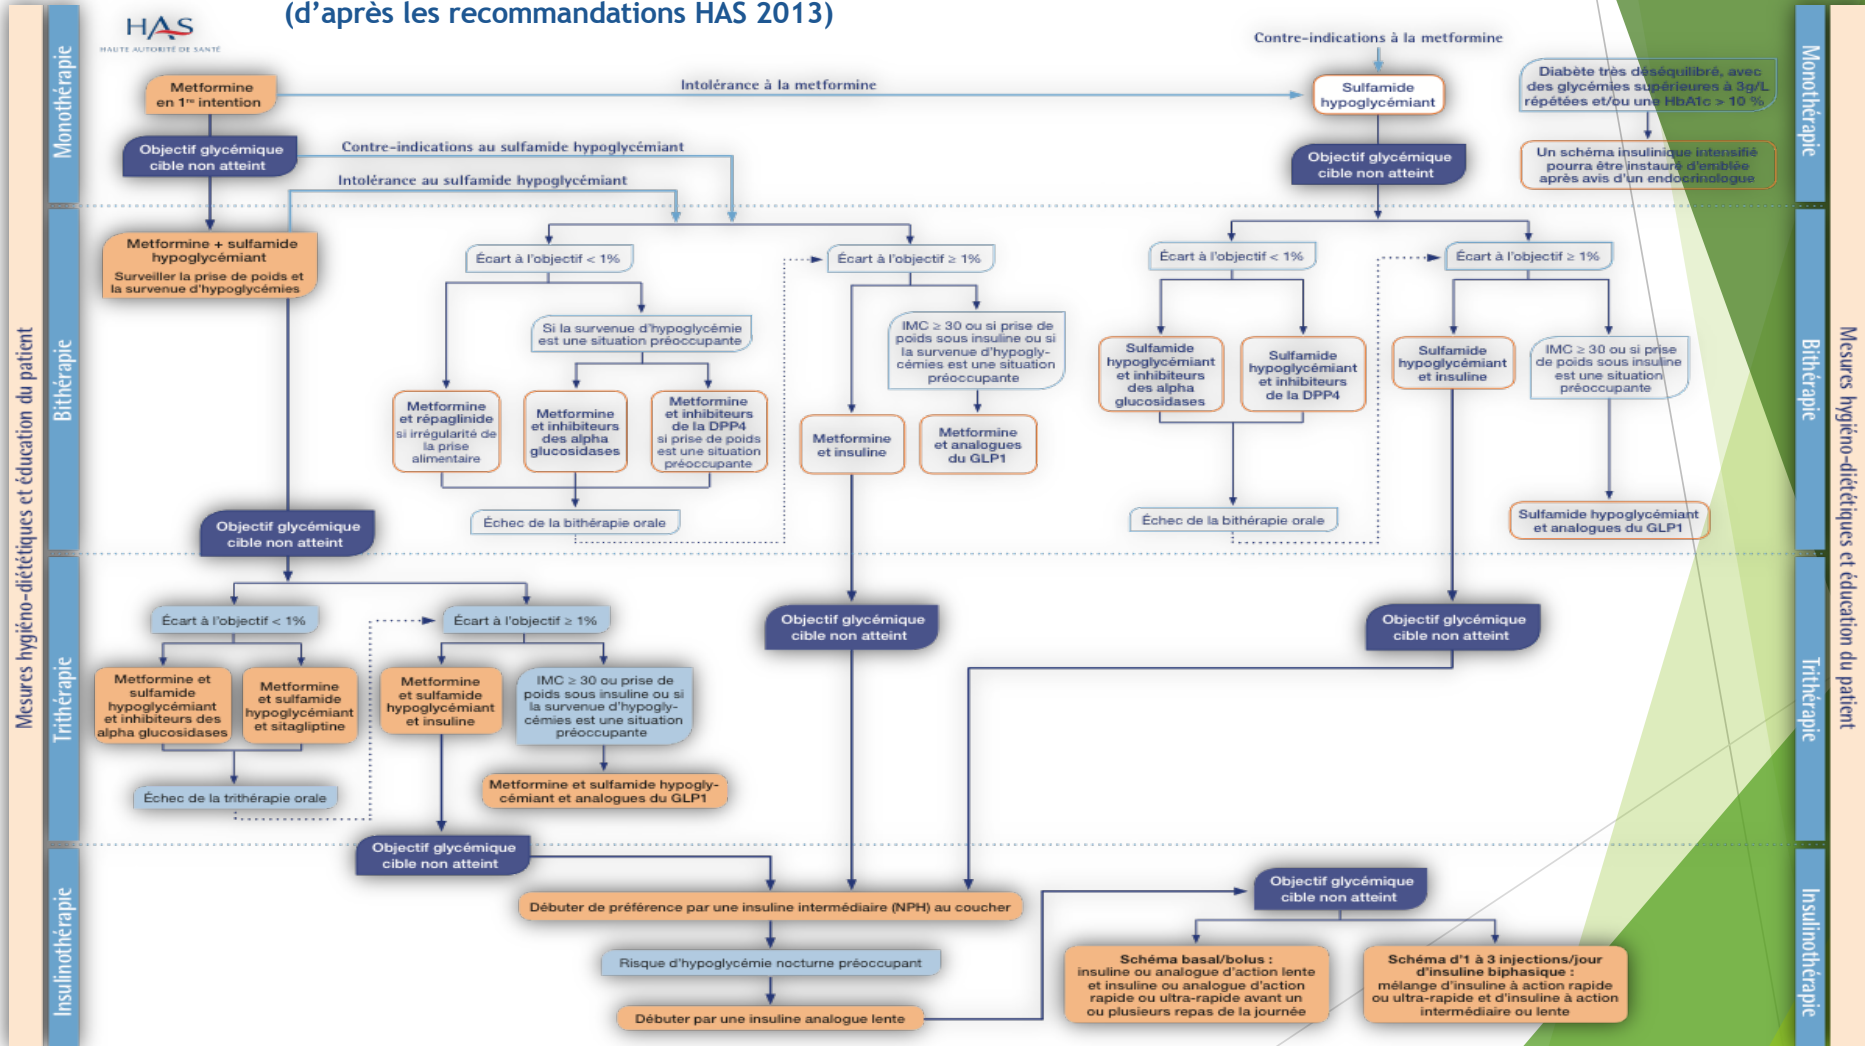 (d’après les recommandations HAS 2013)
HAS
HAUTE AUTORITÉ DE SANTÉ
Mesures hygiéno-diététiques et éducation du patient
Monothérapie
Metformine
en 1re intention
Intolérance à la metformine
Contre-indications à la metformine
Sulfamide
hypoglycémiant
Diabète très déséquilibré, avec
des glycémies supérieures à 3g/L
répétées et/ou une HbA1c > 10 %
Un schéma insulinique intensifié
pourra être instauré d’emblée
après avis d’un endocrinologue
Objectif glycémique
cible non atteint
Contre-indications au sulfamide hypoglycémiant
Intolérance au sulfamide hypoglycémiant
Objectif glycémique
cible non atteint
Monothérapie
Bithérapie
Metformine + sulfamide
hypoglycémiant
Surveiller la prise de poids et
la survenue d’hypoglycémies
Écart à l’objectif < 1%
Si la survenue d’hypoglycémie
est une situation préoccupante
Metformine
et répaglinide
si irrégularité de
la prise
alimentaire
Metformine
et inhibiteurs
des alpha
glucosidases
Metformine
et inhibiteurs
de la DPP4
si prise de poids
est une situation
préoccupante
Échec de la bithérapie orale
Écart à l’objectif ≥ 1%
IMC ≥ 30 ou si prise de
poids sous insuline ou si
la survenue d’hypogly-
cémies est une situation
préoccupante
Metformine
et insuline
Metformine
et analogues
du GLP1
Écart à l’objectif < 1%
Sulfamide
hypoglycémiant
et inhibiteurs
des alpha
glucosidases
Sulfamide
hypoglycémiant
et inhibiteurs
de la DPP4
Échec de la bithérapie orale
Écart à l’objectif ≥ 1%
Sulfamide
hypoglycémiant
et insuline
IMC ≥ 30 ou si prise
de poids sous insuline
est une situation
préoccupante
Sulfamide hypoglycémiant
et analogues du GLP1
Objectif glycémique
cible non atteint
Bithérapie
Trithérapie
Écart à l’objectif < 1%
Metformine et
sulfamide
hypoglycémiant
et inhibiteurs des
alpha glucosidases
Metformine
et sulfamide
hypoglycémiant
et sitagliptine
Échec de la trithérapie orale
Écart à l’objectif ≥ 1%
Metformine
et sulfamide
hypoglycémiant
et insuline
IMC ≥ 30 ou prise de
poids sous insuline ou si
la survenue d’hypogly-
cémies est une situation
préoccupante
Metformine et sulfamide hypogly-
cémiant et analogues du GLP1
Objectif glycémique
cible non atteint
Objectif glycémique
cible non atteint
Trithérapie
Insulinothérapie
Objectif glycémique
cible non atteint
Débuter de préférence par une insuline intermédiaire (NPH) au coucher
Risque d’hypoglycémie nocturne préoccupant
Débuter par une insuline analogue lente
Objectif glycémique
cible non atteint
Schéma basal/bolus :
insuline ou analogue d’action lente
et insuline ou analogue d’action
rapide ou ultra-rapide avant un
ou plusieurs repas de la journée
Schéma d’1 à 3 injections/jour
d’insuline biphasique :
mélange d’insuline à action rapide
ou ultra-rapide et d’insuline à action
intermédiaire ou lente
Insulinothérapie
Mesures hygiéno-diététiques et éducation du patient